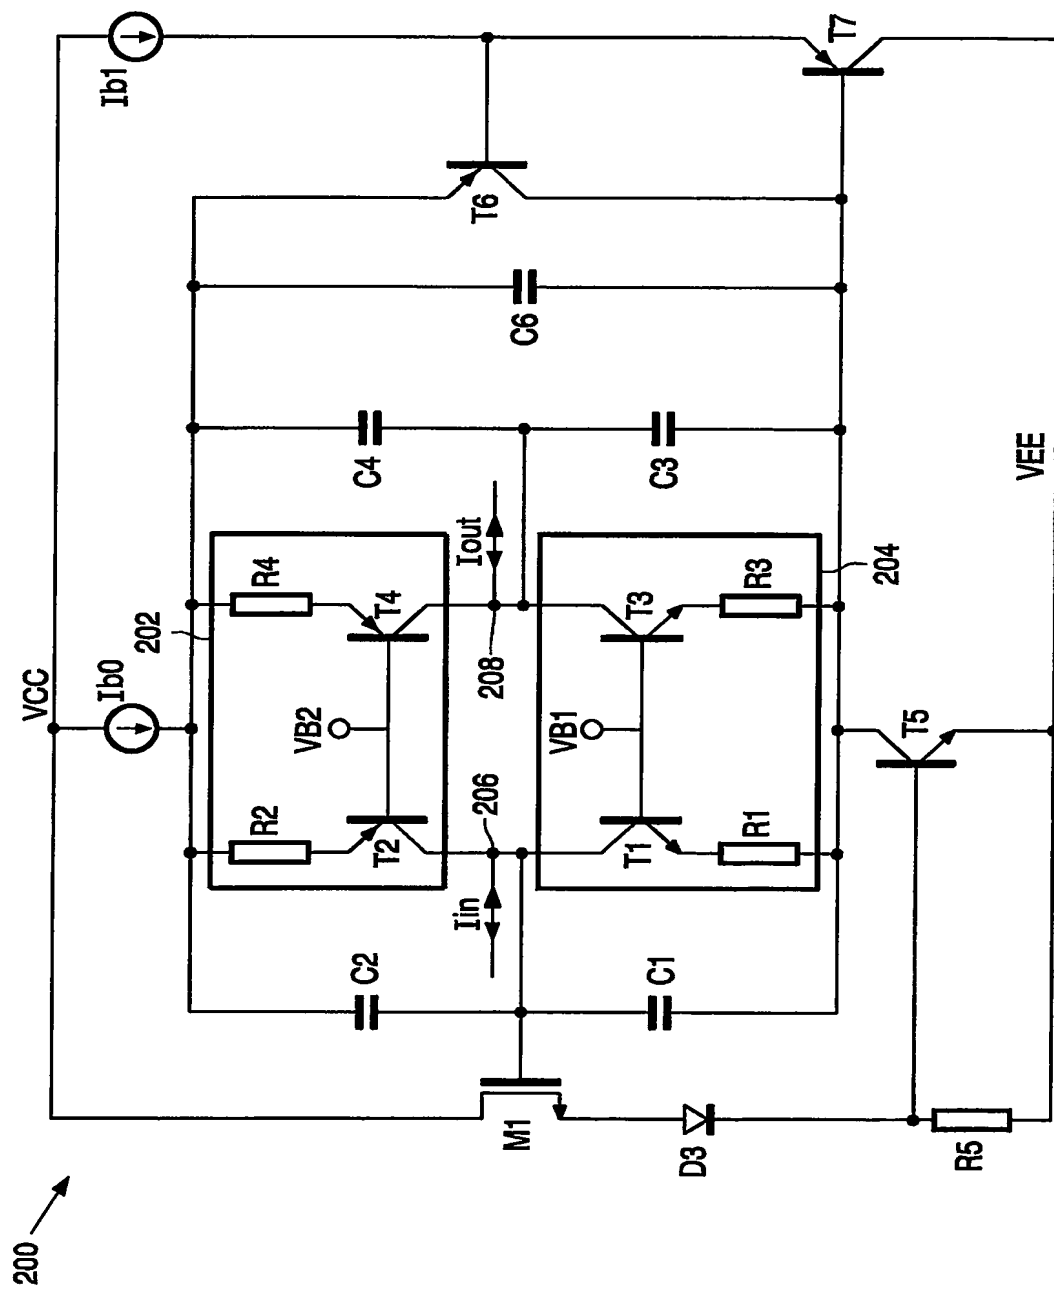 200
VCC
Ib0
Ib1
202
R2
R4
T2
T4
VB2
206
208
Iin
Iout
C2
C4
C6
T6
M1
VB1
T1
T3
C1
C3
R1
R3
204
D3
T5
T7
R5
VEE